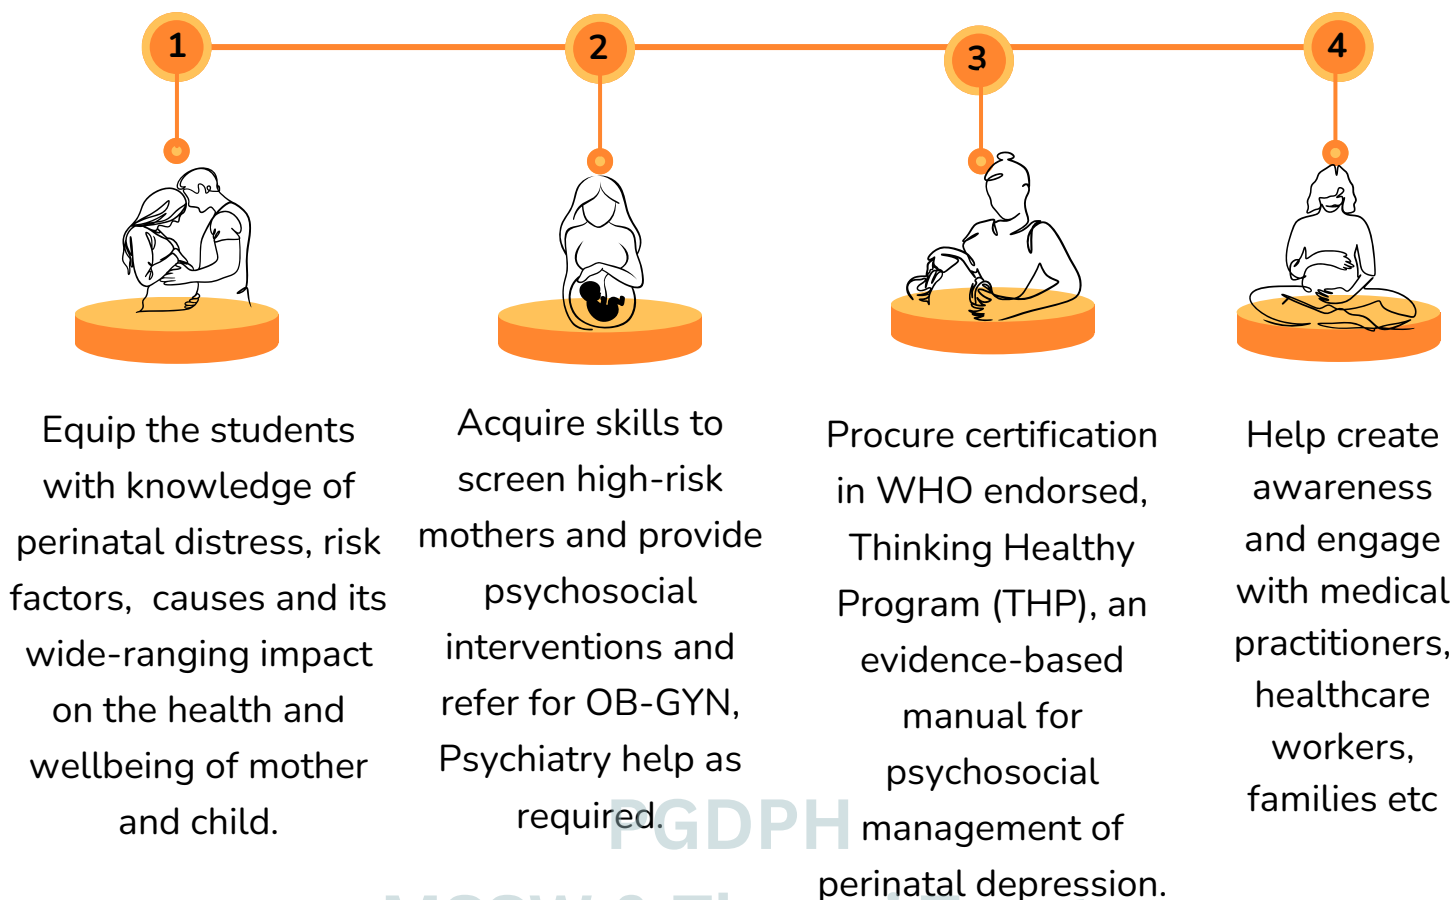 1
2
3
4
Equip the students
with knowledge of
perinatal distress, risk
factors,  causes and its
wide-ranging impact
on the health and
wellbeing of mother
and child.
Acquire skills to
screen high-risk
mothers and provide
psychosocial
interventions and
refer for OB-GYN,
Psychiatry help as
required.
Procure certification
in WHO endorsed,
Thinking Healthy
Program (THP), an
evidence-based
manual for
psychosocial
management of
perinatal depression.
Help create
awareness
and engage
with medical
practitioners,
healthcare
workers,
families etc
PGDPH